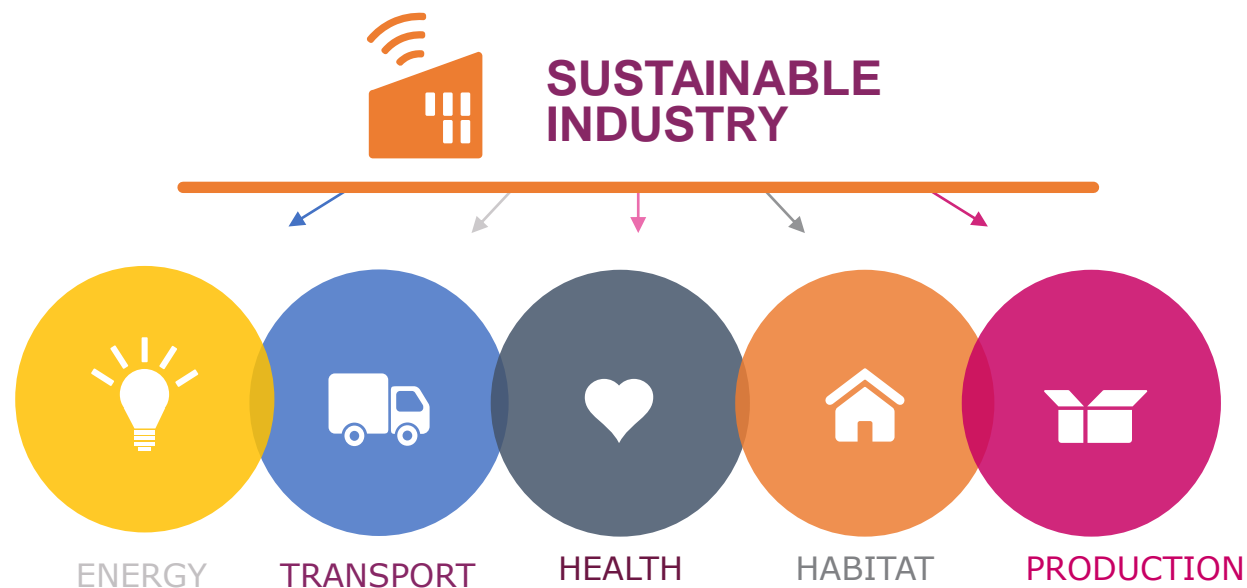 SUSTAINABLE
INDUSTRY
ENERGY
TRANSPORT
HEALTH
HABITAT
PRODUCTION